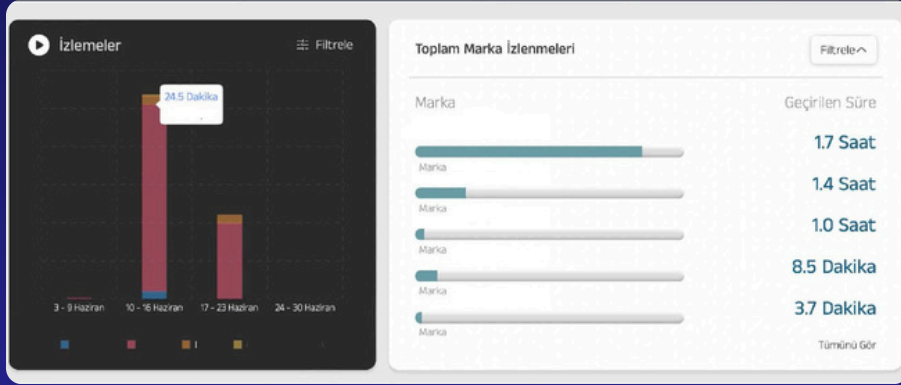 İzlemeler
Filtrele
24.5 Dakika
3 - 9 Haziran
10 - 16 Haziran
17 - 23 Haziran
24 - 30 Haziran
Toplam Marka İzlenmeleri
Filtrele
Marka
Geçirilen Süre
1.7 Saat
Marka
1.4 Saat
Marka
1.0 Saat
Marka
8.5 Dakika
Marka
3.7 Dakika
Marka
Tümünü Gör